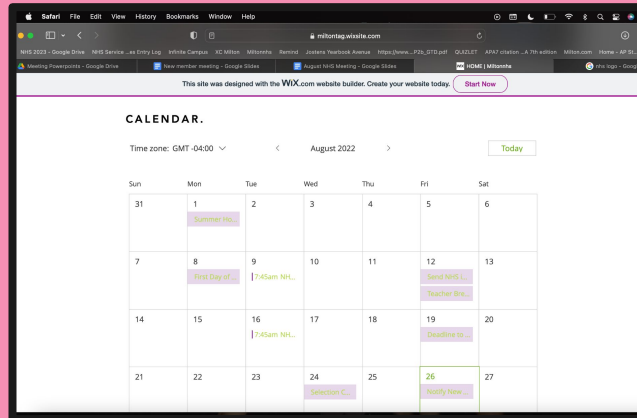 Safari File Edit View History Bookmarks Window Help
miltontag.wixsite.com
NHS 2023 - Google Drive NHS Service ...es Entry Log Infinite Campus XC Milton Miltonnhs Remind Jostens Yearbook Avenue https://www...P2b_DTD.pdf QUIZLET APA7 citation ...A 7th edition Milton.com Home - AP St...
Meeting Powerpoints - Google Drive New member meeting - Google Slides August NHS Meeting - Google Slides WiX HOME | Miltonnhs nhs logo - Goog
This site was designed with the WiX.com website builder. Create your website today. Start Now
CALENDAR.
Time zone: GMT -04:00 < August 2022 > Today
Sun Mon Tue Wed Thu Fri Sat
31 1 2 3 4 5 6
Summer Ho...
7 8 9 10 11 12 13
First Day of ... 7:45am NH... Send NHS i...
Teacher Bre...
14 15 16 17 18 19 20
7:45am NH... Deadline to ...
21 22 23 24 25 26 27
Selection C... Notify New...